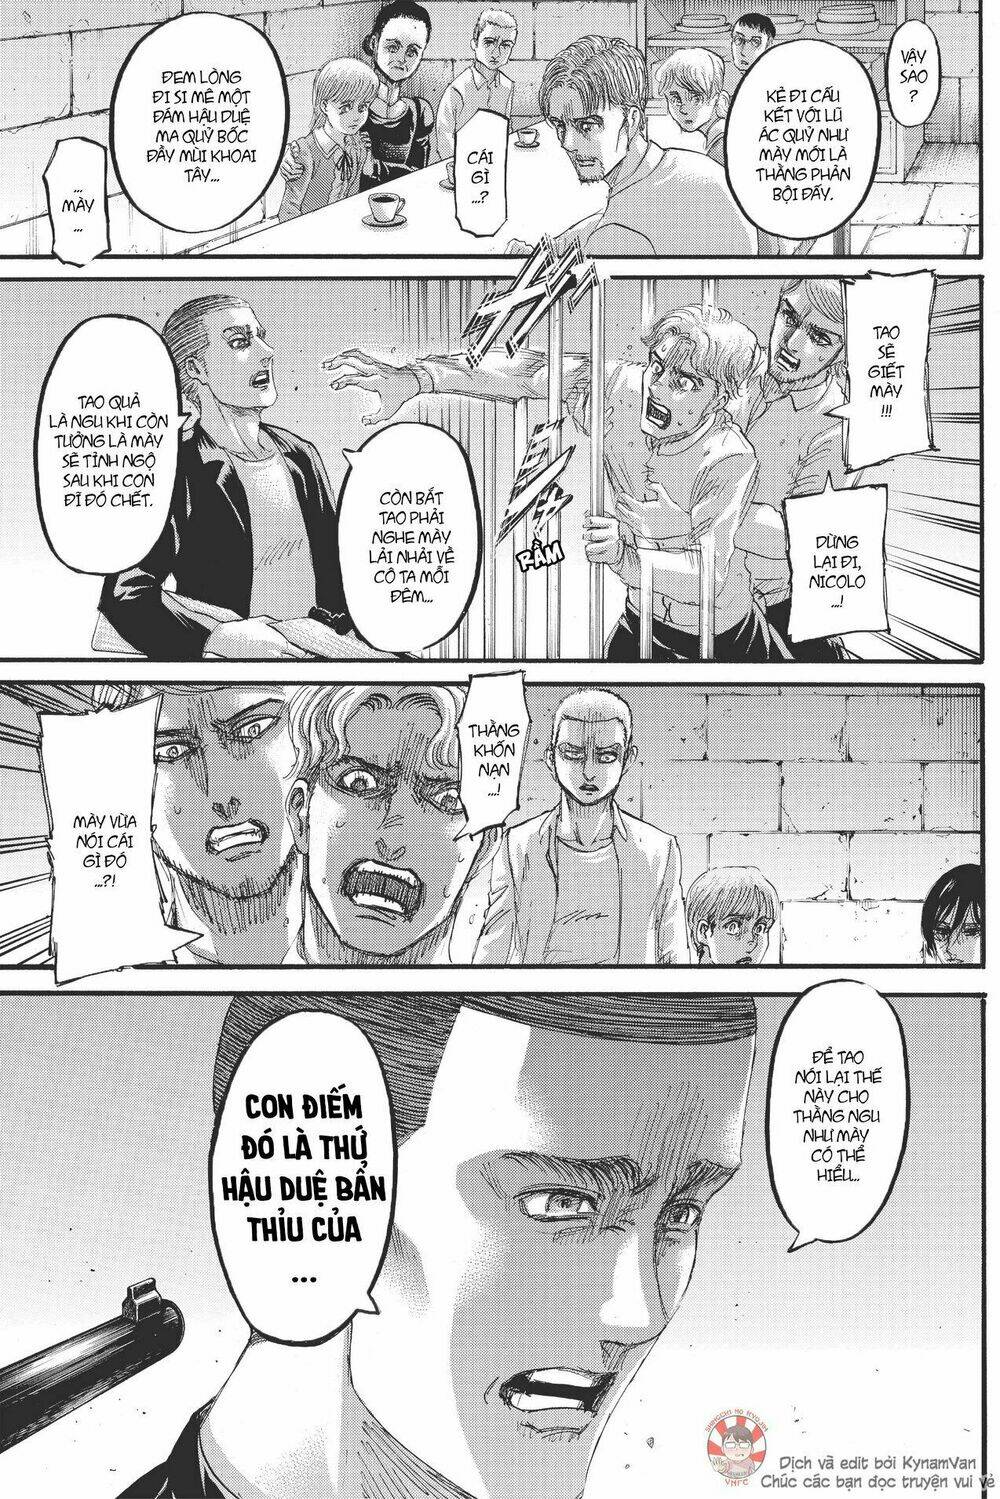 VẬY
SAO
?
KẺ ĐI CẤU
KẾT VỚI LŨ
ÁC QUỶ NHƯ
MÀY MỚI LÀ
THẰNG PHẢN
BỘI ĐẤY.
CÁI
GÌ
...?
ĐEM LÒNG
ĐI SI MÊ MỘT
ĐÁM HẬU DUỆ
MA QUỶ BỐC
ĐẦY MÙI KHOAI
TÂY...
...
MÀY
...
TAO
SẼ
GIẾT
MÀY
!!!
DỪNG
LẠI ĐI,
NICOLO
...!
RẦM
CÒN BẮT
TAO PHẢI
NGHE MÀY
LẢI NHẢI VỀ
CÔ TA MỖI
ĐÊM...
TAO QUẢ
LÀ NGU KHI CÒN
TƯỞNG LÀ MÀY
SẼ TỈNH NGỘ
SAU KHI CON
ĐĨ ĐÓ CHẾT.
THẰNG
KHỐN
NẠN
...!
MÀY VỪA
NÓI CÁI
GÌ ĐÓ
...?!
ĐỂ TAO
NÓI LẠI THẾ
NÀY CHO
THẰNG NGU
NHƯ MÀY
CÓ THỂ
HIỂU...
CON ĐIẾM
ĐÓ LÀ THỨ
HẬU DUỆ BẨN
THỈU CỦA
...
SHINGEKI NO KYOJIN
VNFC
Dịch và edit bởi KynamVan
Chúc các bạn đọc truyện vui vẻ